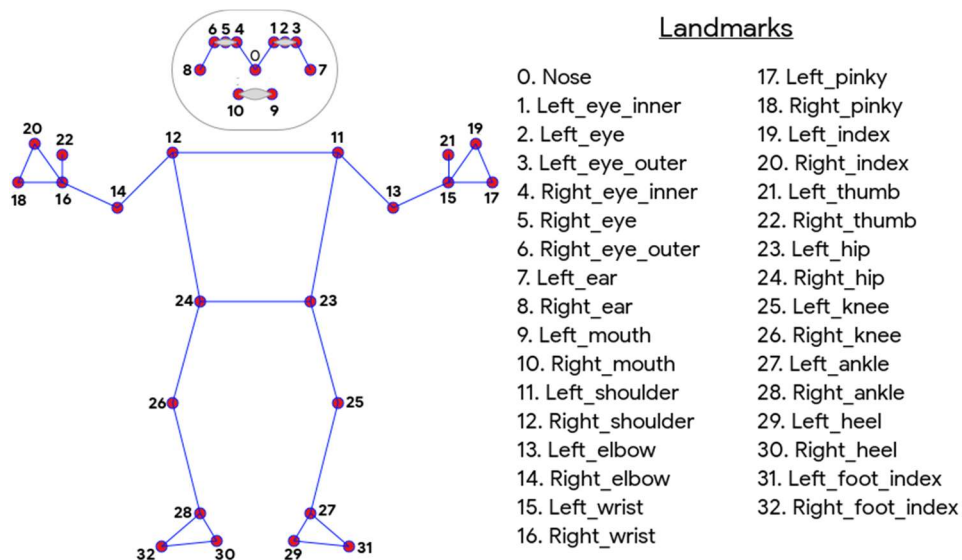 Landmarks
6 5 4 1 2 3
0
8 7
10 9
20 22 12 11 21 19
18 16 14 13 15 17
24 23
26 25
28 27
32 30 29 31
0. Nose
1. Left_eye_inner
2. Left_eye
3. Left_eye_outer
4. Right_eye_inner
5. Right_eye
6. Right_eye_outer
7. Left_ear
8. Right_ear
9. Left_mouth
10. Right_mouth
11. Left_shoulder
12. Right_shoulder
13. Left_elbow
14. Right_elbow
15. Left_wrist
16. Right_wrist
17. Left_pinky
18. Right_pinky
19. Left_index
20. Right_index
21. Left_thumb
22. Right_thumb
23. Left_hip
24. Right_hip
25. Left_knee
26. Right_knee
27. Left_ankle
28. Right_ankle
29. Left_heel
30. Right_heel
31. Left_foot_index
32. Right_foot_index